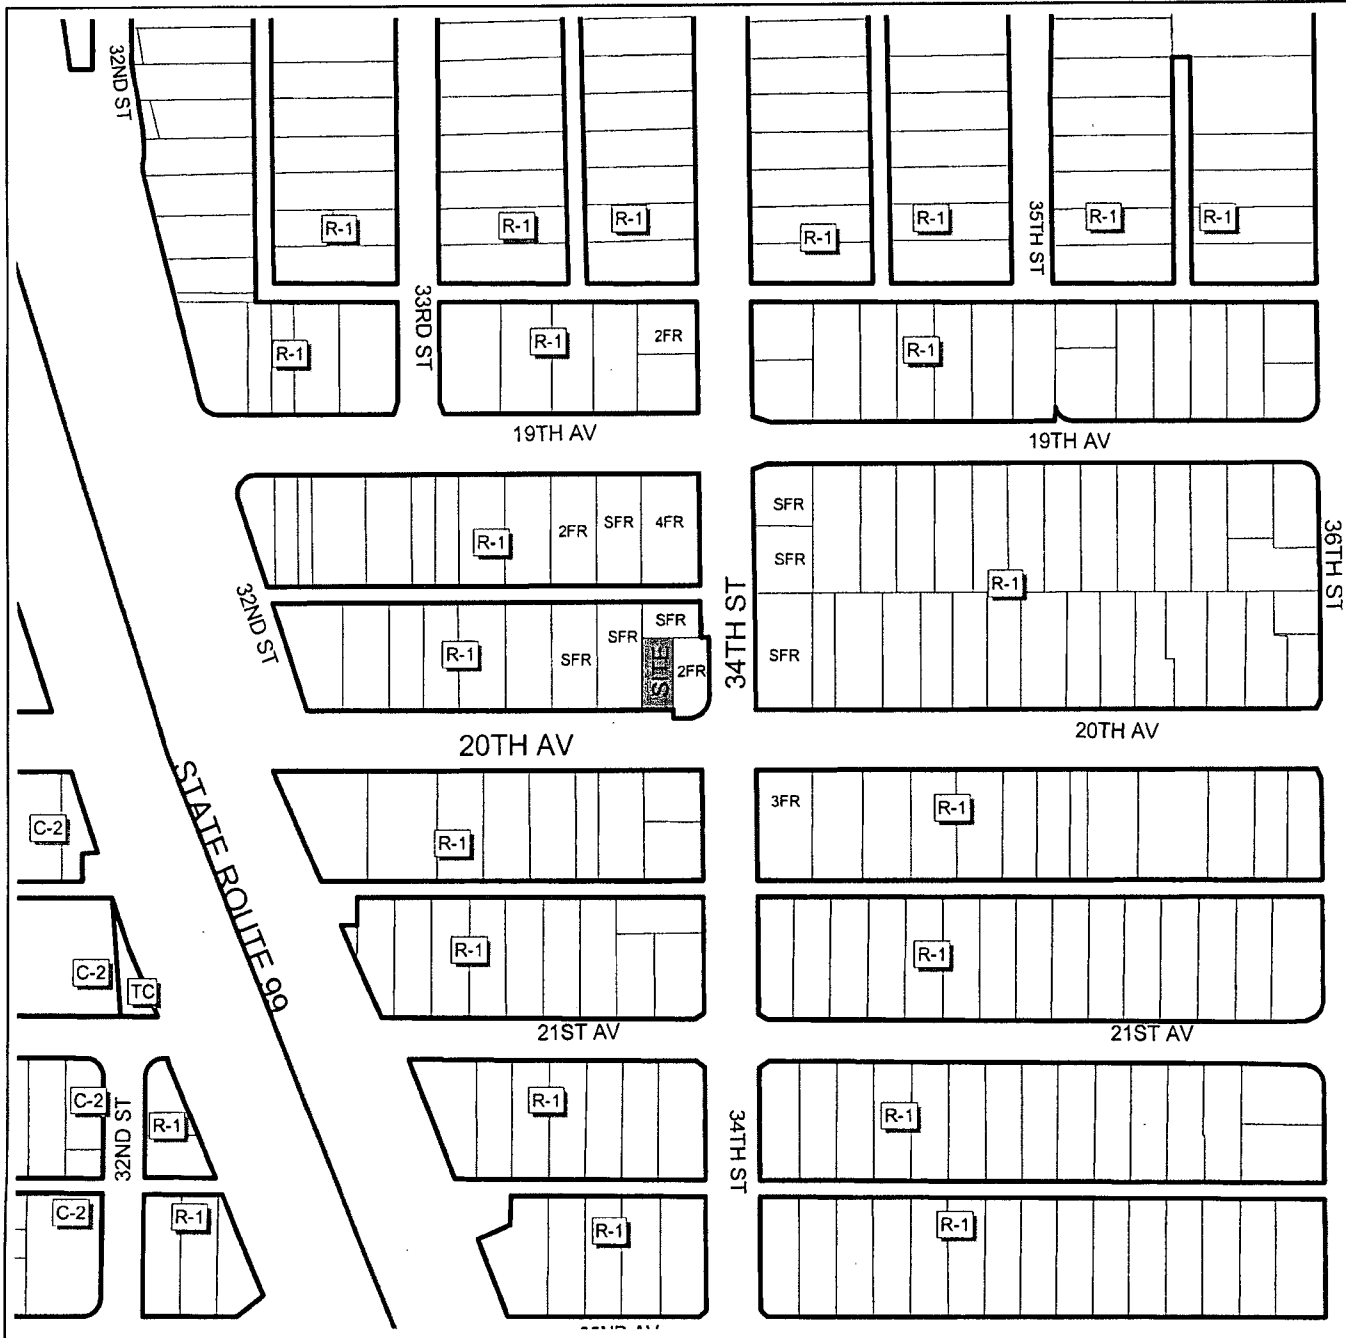 32ND ST
R-1
R-1
R-1
R-1
R-1
35TH ST
R-1
R-1
33RD ST
R-1
R-1
2FR
R-1
19TH AV
19TH AV
R-1
2FR
SFR
4FR
SFR
SFR
R-1
36TH ST
32ND ST
R-1
SFR
SFR
SFR
SITE
2FR
34TH ST
SFR
20TH AV
20TH AV
STATE ROUTE 99
C-2
R-1
3FR
R-1
C-2
TC
R-1
R-1
21ST AV
21ST AV
C-2
32ND ST
R-1
R-1
34TH ST
R-1
C-2
R-1
R-1
R-1